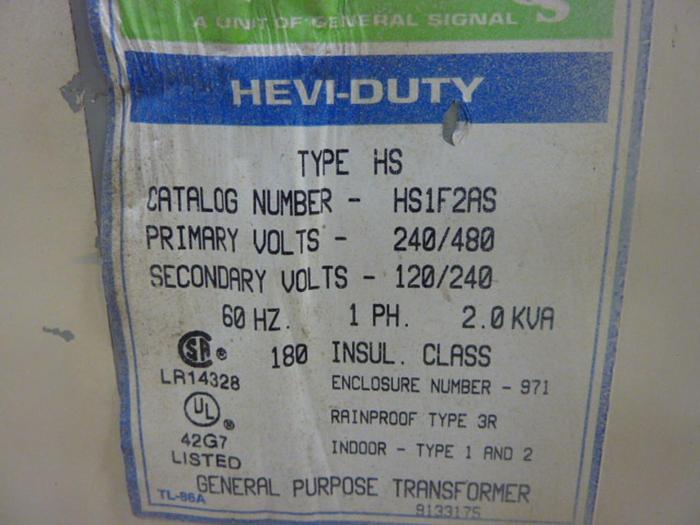 A UNIT OF GENERAL SIGNAL
HEVI-DUTY
TYPE HS
CATALOG NUMBER - HS1F2AS
PRIMARY VOLTS - 240/480
SECONDARY VOLTS - 120/240
60 HZ. 1 PH. 2.0 KVA
SA ® 180 INSUL. CLASS
LR14328 ENCLOSURE NUMBER - 971
UL ® RAINPROOF TYPE 3R
42G7 INDOOR - TYPE 1 AND 2
LISTED
GENERAL PURPOSE TRANSFORMER
TL-86A 9133175